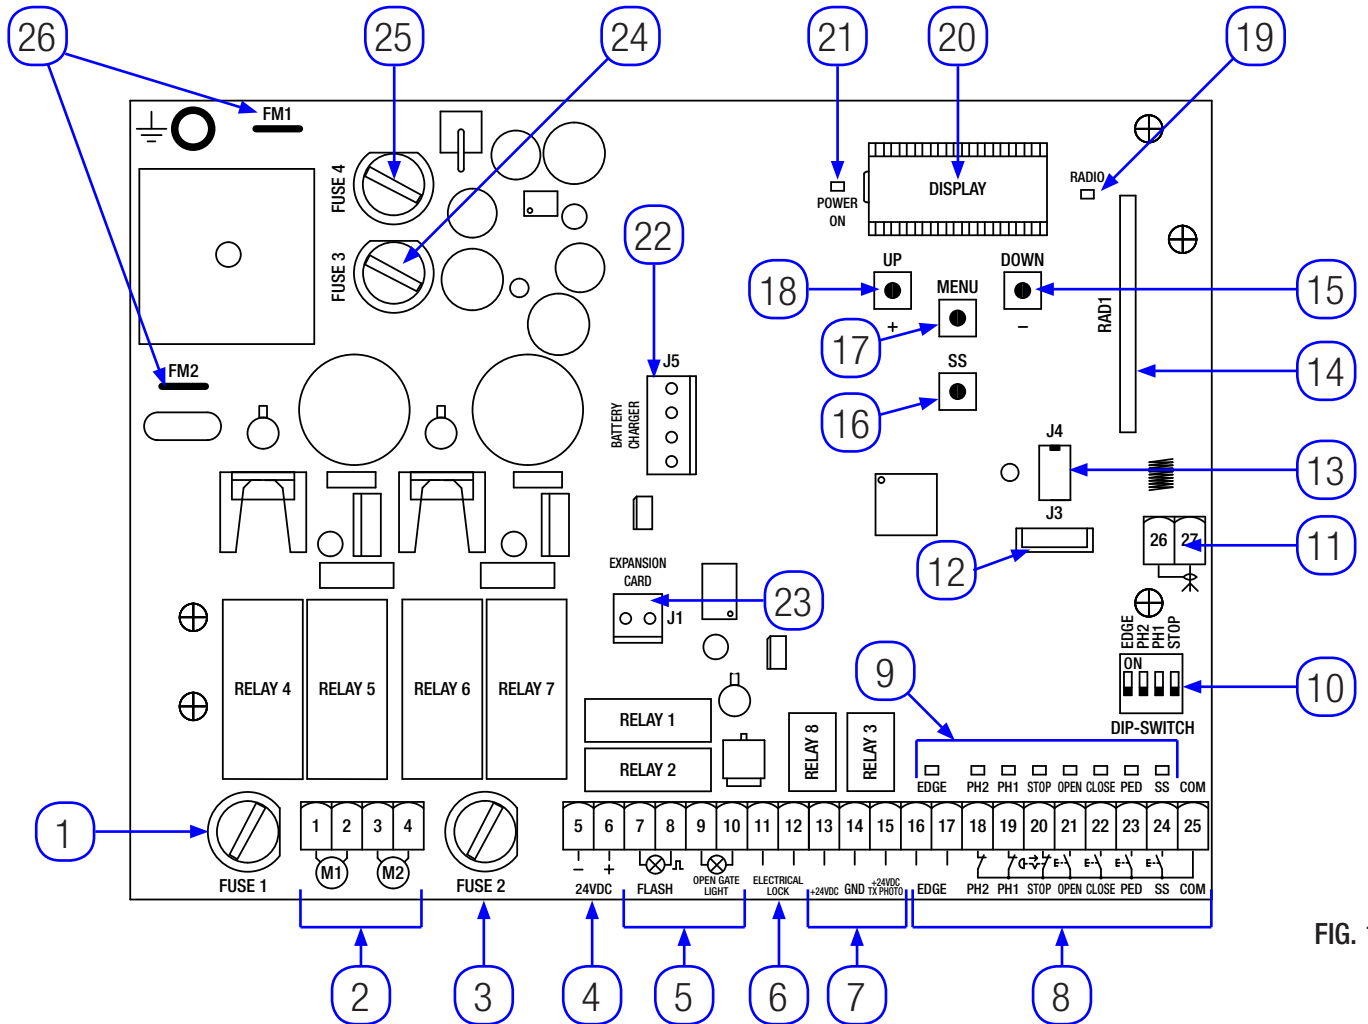 26
25
24
21
20
19
FM1
FUSE 4
POWER
ON
DISPLAY
RADIO
22
FUSE 3
UP
DOWN
18
MENU
15
+
−
RAD1
17
J5
SS
14
FM2
16
BATTERY
CHARGER
J4
13
J3
12
26 27
11
EXPANSION
CARD
23
J1
EDGE
PH2
PH1
STOP
ON
10
DIP-SWITCH
9
RELAY 4
RELAY 5
RELAY 6
RELAY 7
RELAY 1
RELAY 2
RELAY 8
RELAY 3
EDGE PH2 PH1 STOP OPEN CLOSE PED SS COM
1
FUSE 1
1 2 3 4
M1 M2
FUSE 2
5 6 7 8 9 10 11 12 13 14 15 16 17 18 19 20 21 22 23 24 25
− +
24VDC
FLASH
OPEN GATE
LIGHT
ELECTRICAL
LOCK
+24VDC
GND
+24VDC
TX PHOTO
EDGE PH2 PH1 STOP OPEN CLOSE PED SS COM
2
3
4
5
6
7
8
FIG.